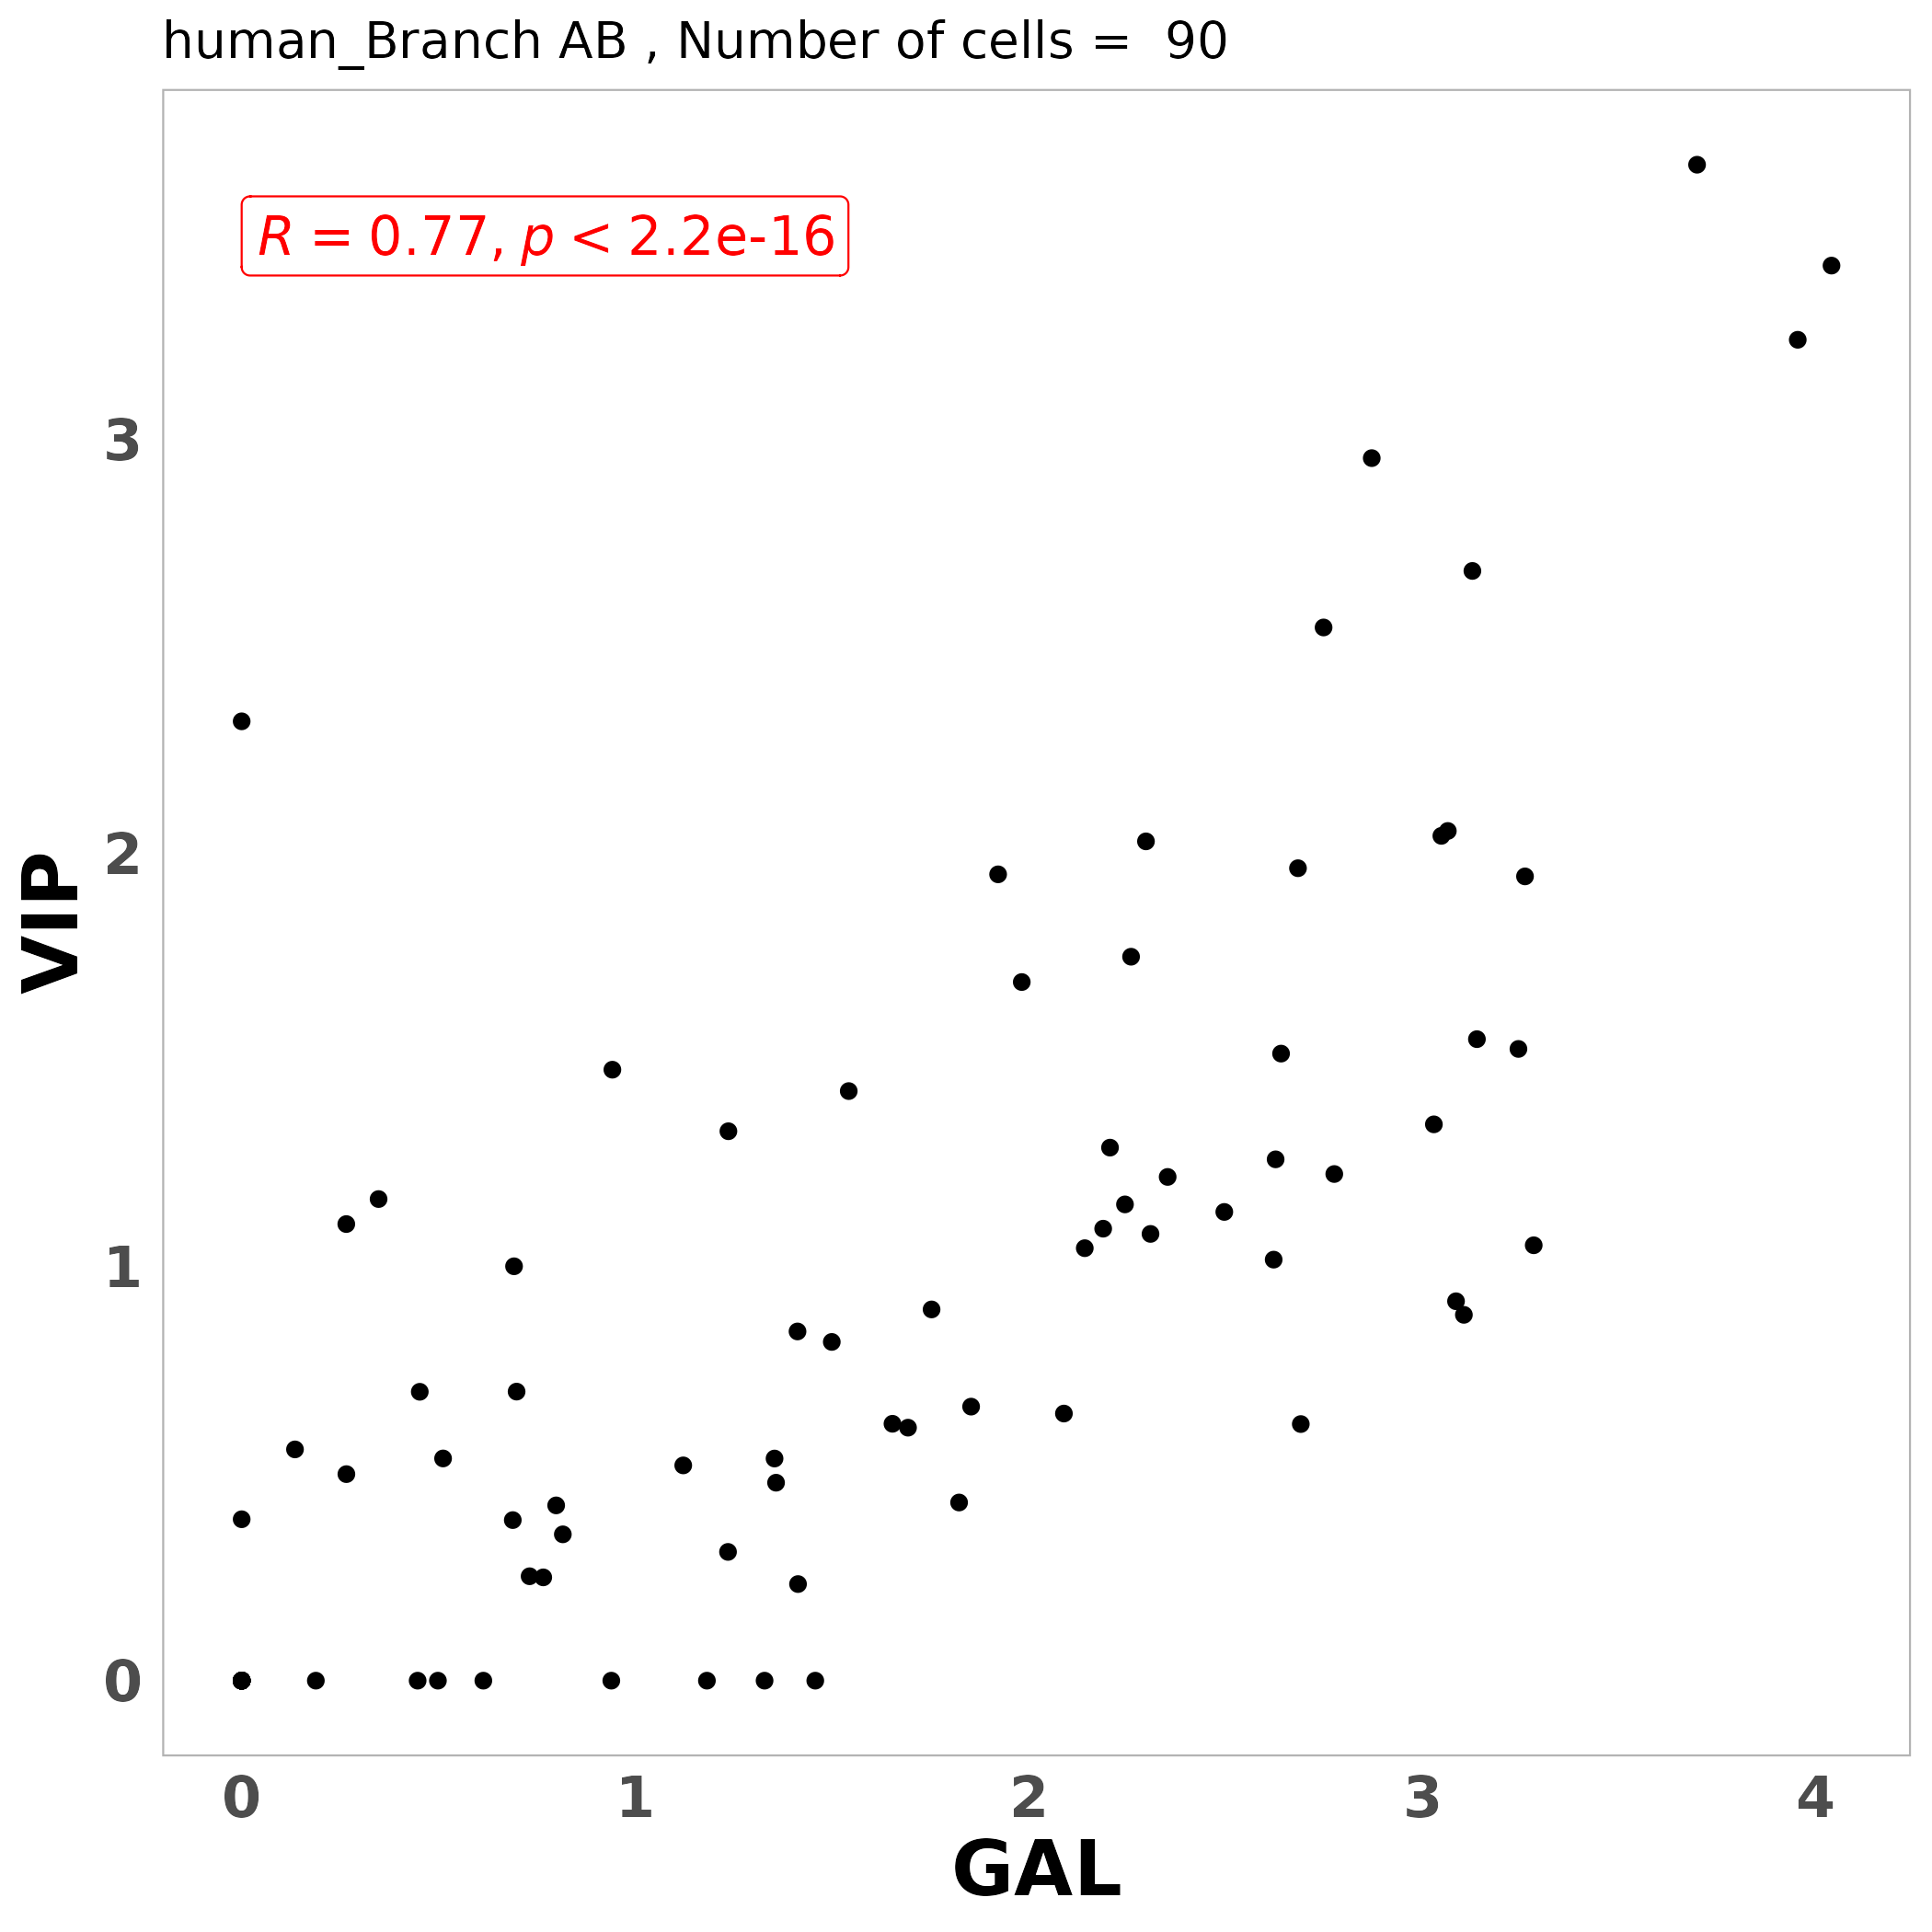 human_Branch AB , Number of cells =  90
R = 0.77, p < 2.2e-16
3
2
1
0
VIP
0 1 2 3 4
GAL